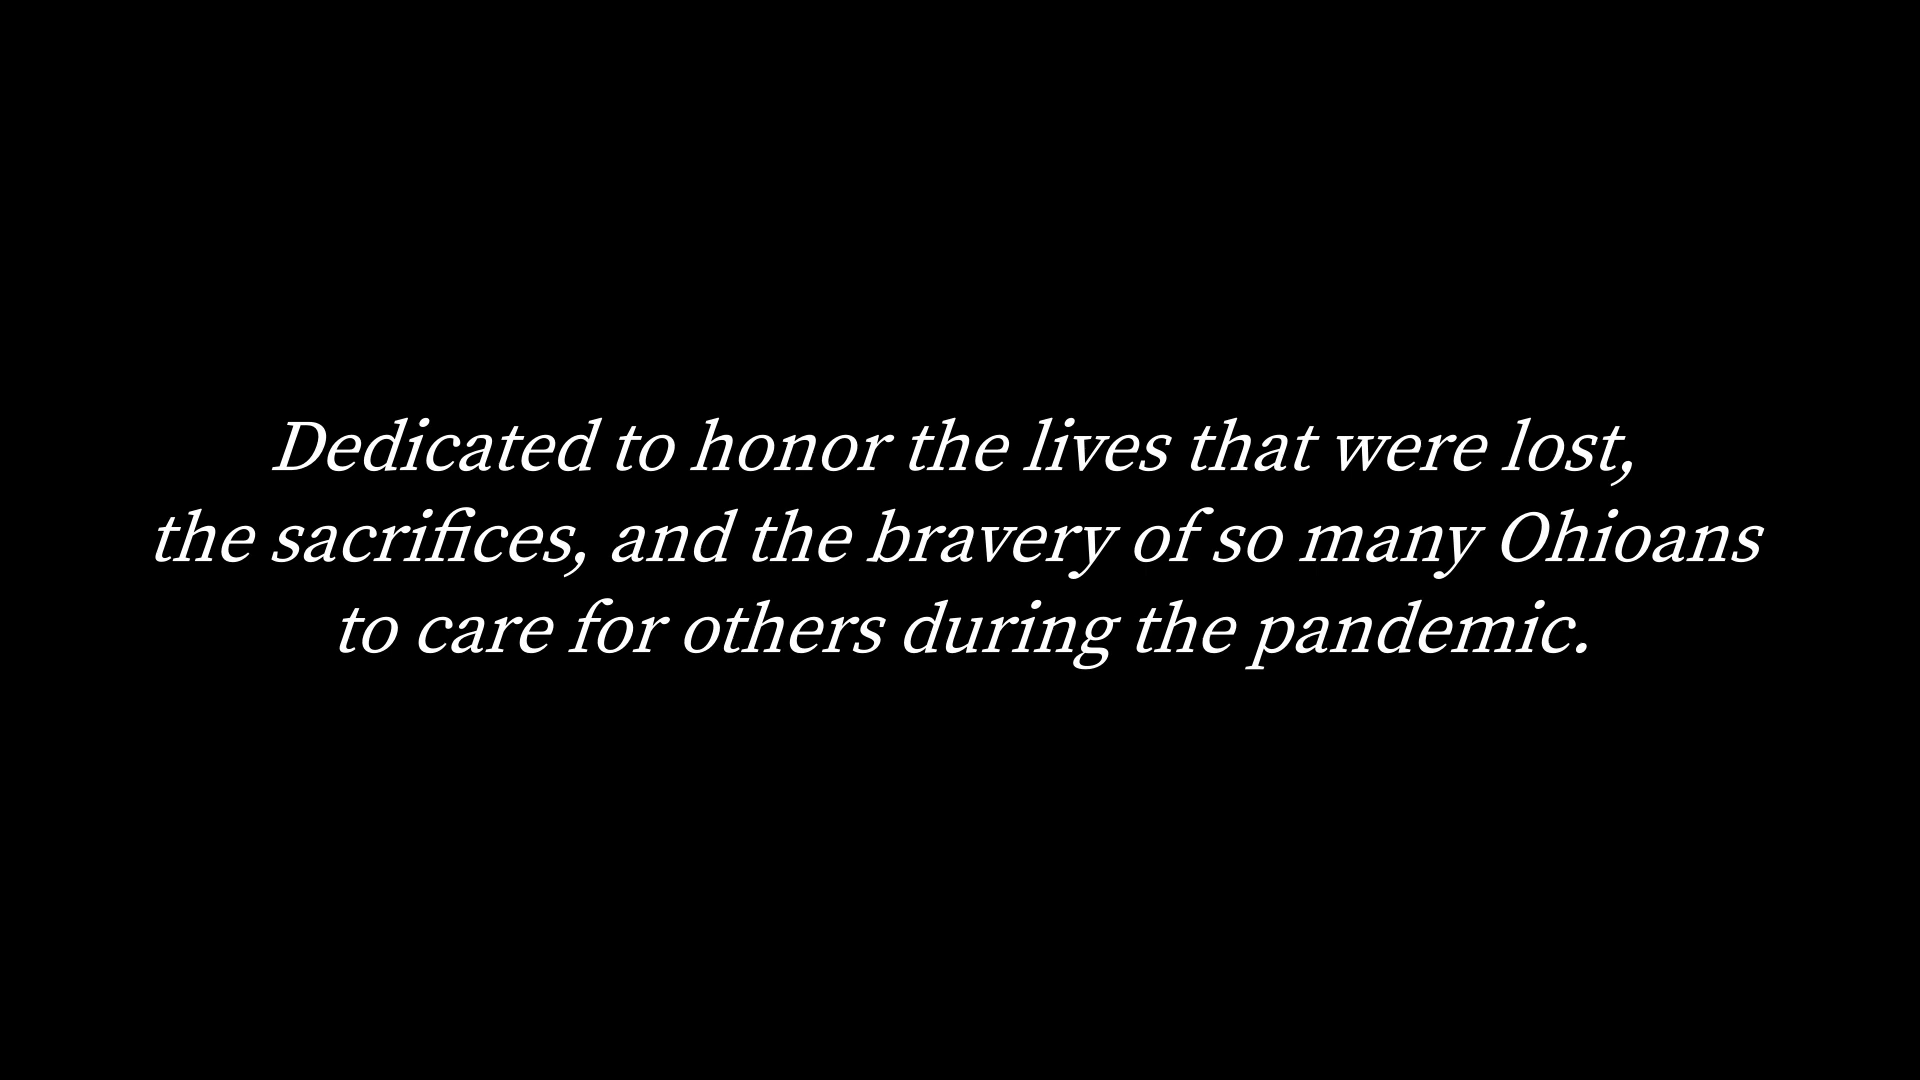 Dedicated to honor the lives that were lost,
the sacrifices, and the bravery of so many Ohioans
to care for others during the pandemic.